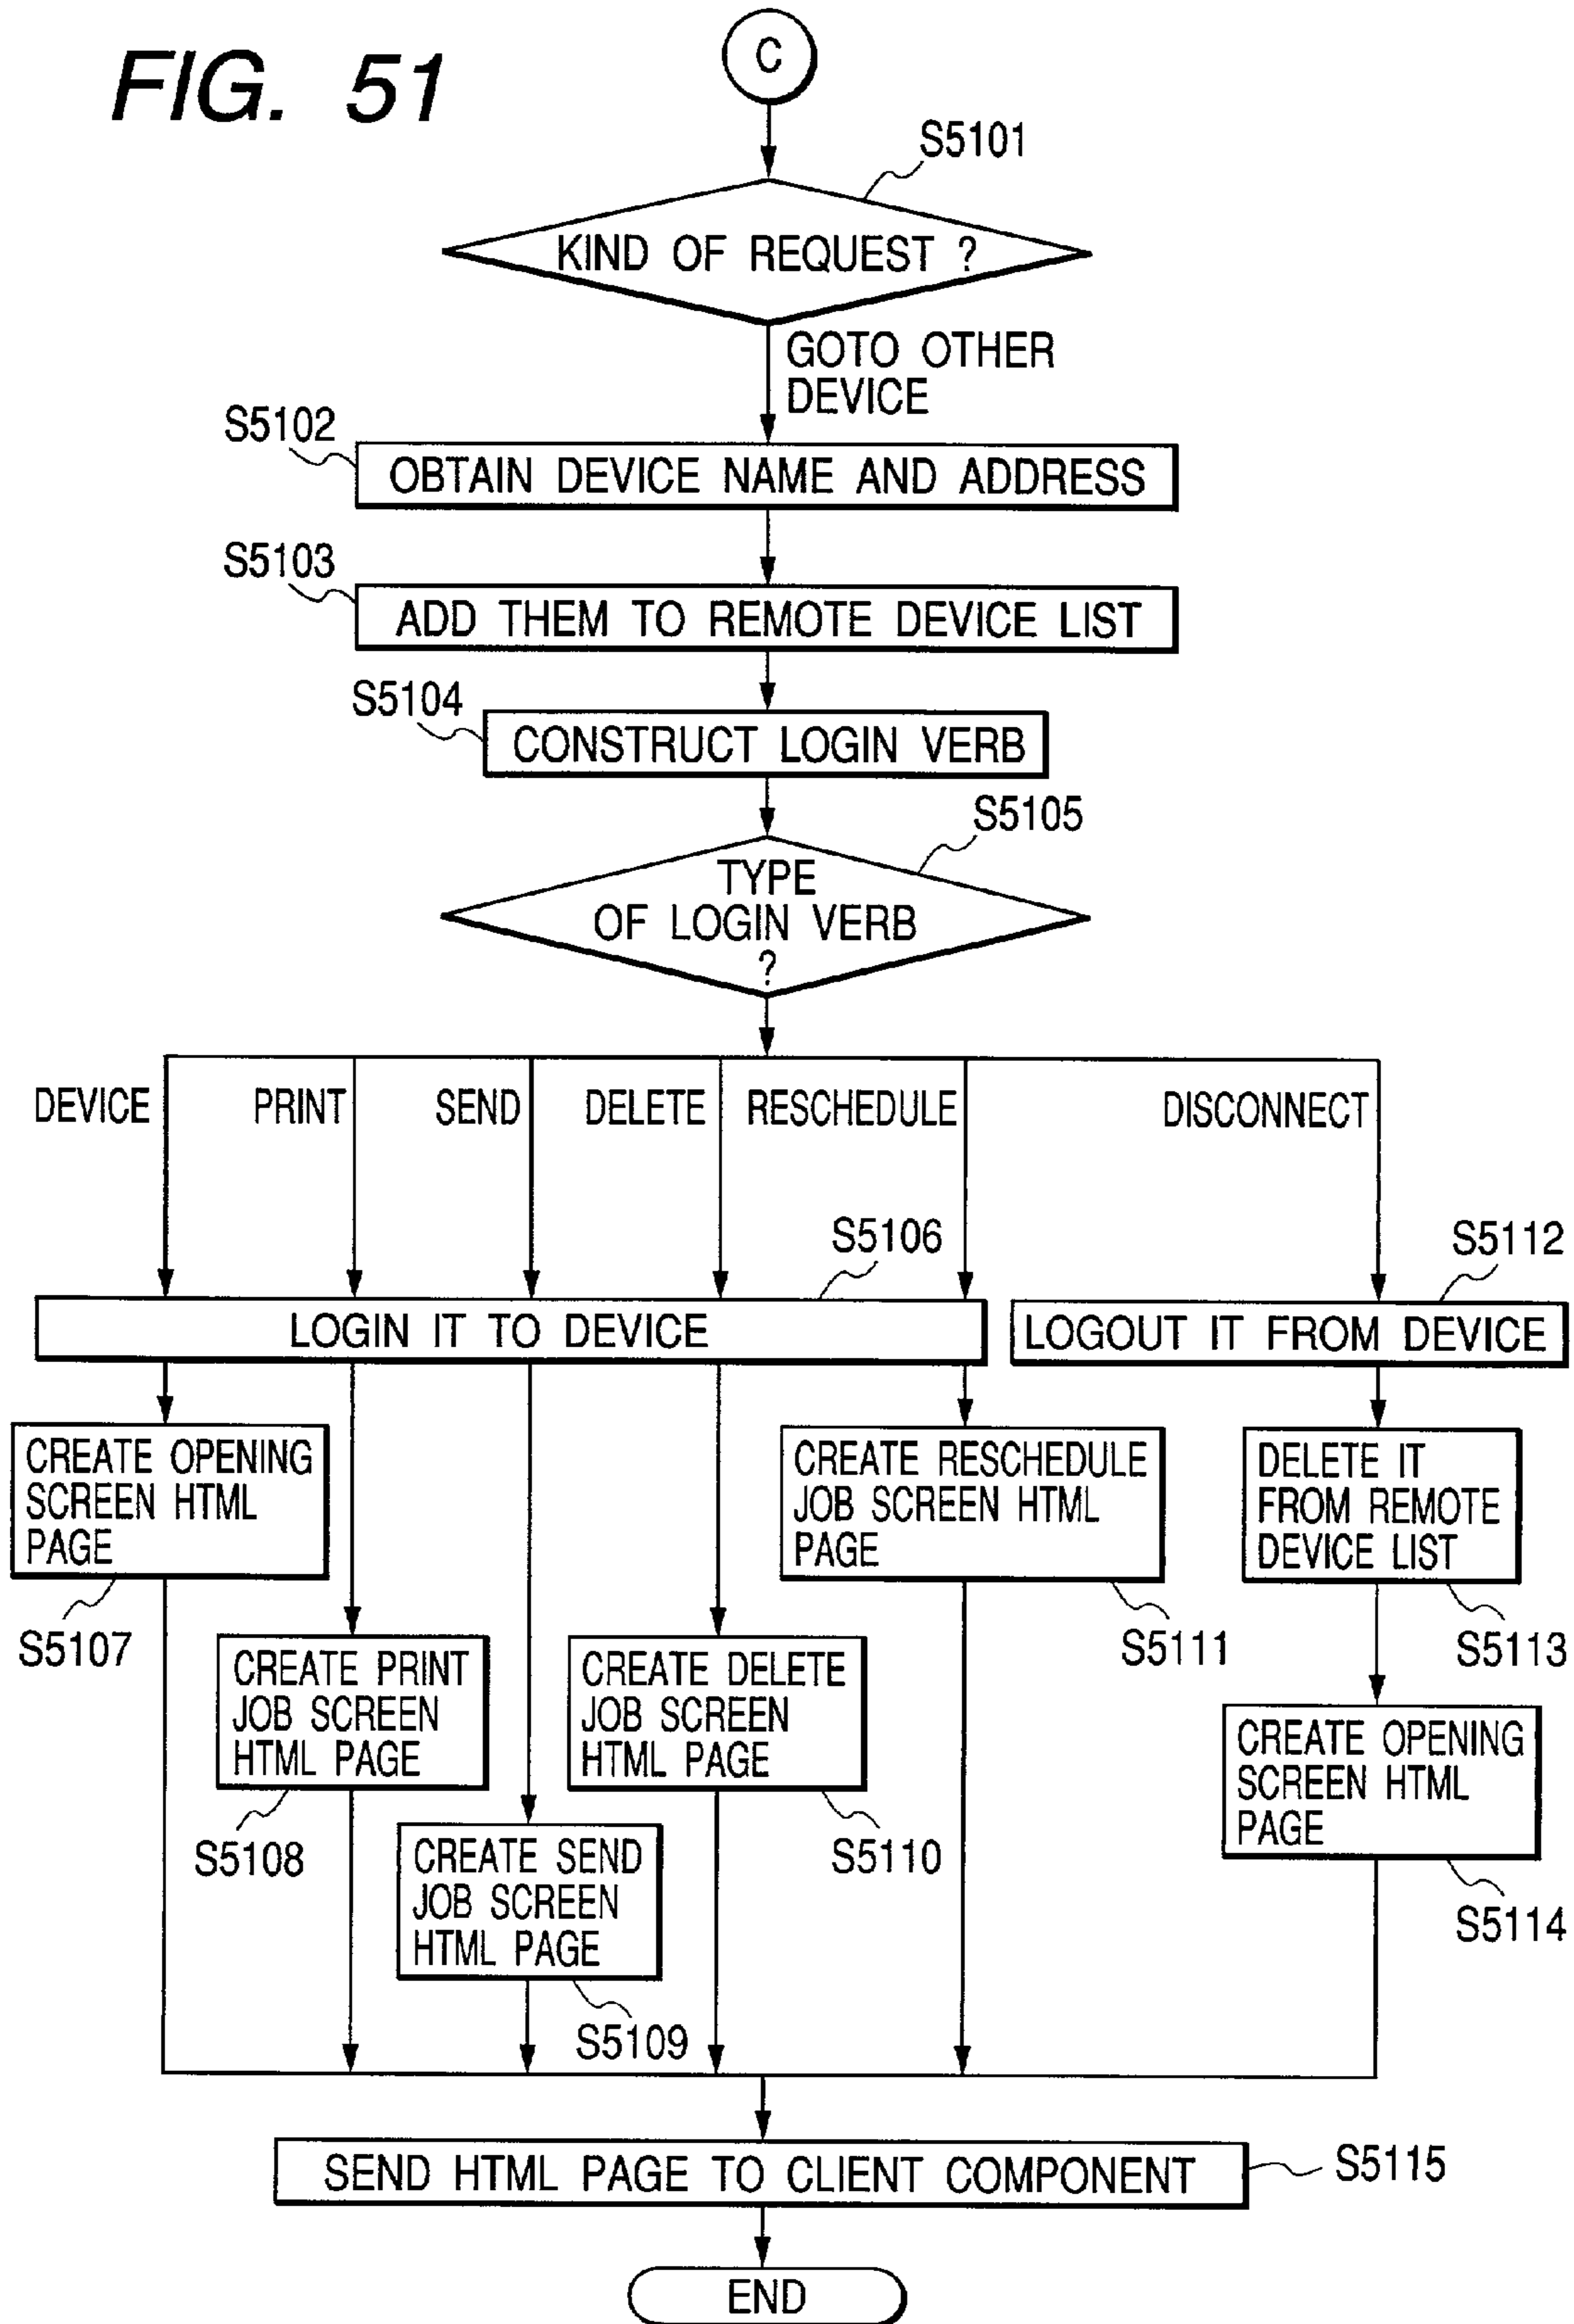 FIG. 51
C
S5101
KIND OF REQUEST ?
GOTO OTHER
DEVICE
S5102
OBTAIN DEVICE NAME AND ADDRESS
S5103
ADD THEM TO REMOTE DEVICE LIST
S5104
CONSTRUCT LOGIN VERB
S5105
TYPE
OF LOGIN VERB
?
DEVICE
PRINT
SEND
DELETE
RESCHEDULE
DISCONNECT
S5106
S5112
LOGIN IT TO DEVICE
LOGOUT IT FROM DEVICE
CREATE OPENING
SCREEN HTML
PAGE
S5107
CREATE RESCHEDULE
JOB SCREEN HTML
PAGE
S5111
DELETE IT
FROM REMOTE
DEVICE LIST
S5113
CREATE PRINT
JOB SCREEN
HTML PAGE
S5108
CREATE DELETE
JOB SCREEN
HTML PAGE
S5110
CREATE OPENING
SCREEN HTML
PAGE
S5114
CREATE SEND
JOB SCREEN
HTML PAGE
S5109
SEND HTML PAGE TO CLIENT COMPONENT
S5115
END